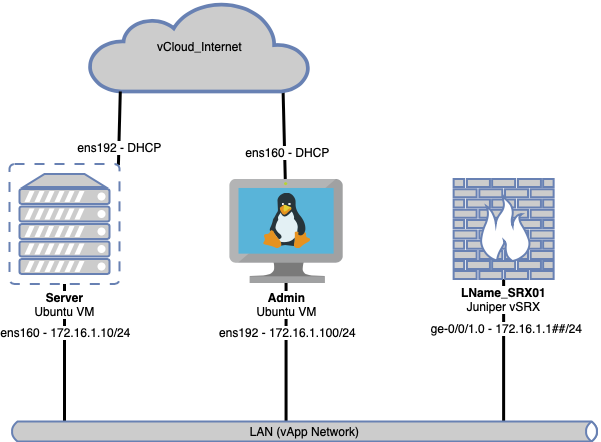 vCloud_Internet
ens192 - DHCP
ens160 - DHCP
Server
Ubuntu VM
ens160 - 172.16.1.10/24
Admin
Ubuntu VM
ens192 - 172.16.1.100/24
LName_SRX01
Juniper vSRX
ge-0/0/1.0 - 172.16.1.1##/24
LAN (vApp Network)